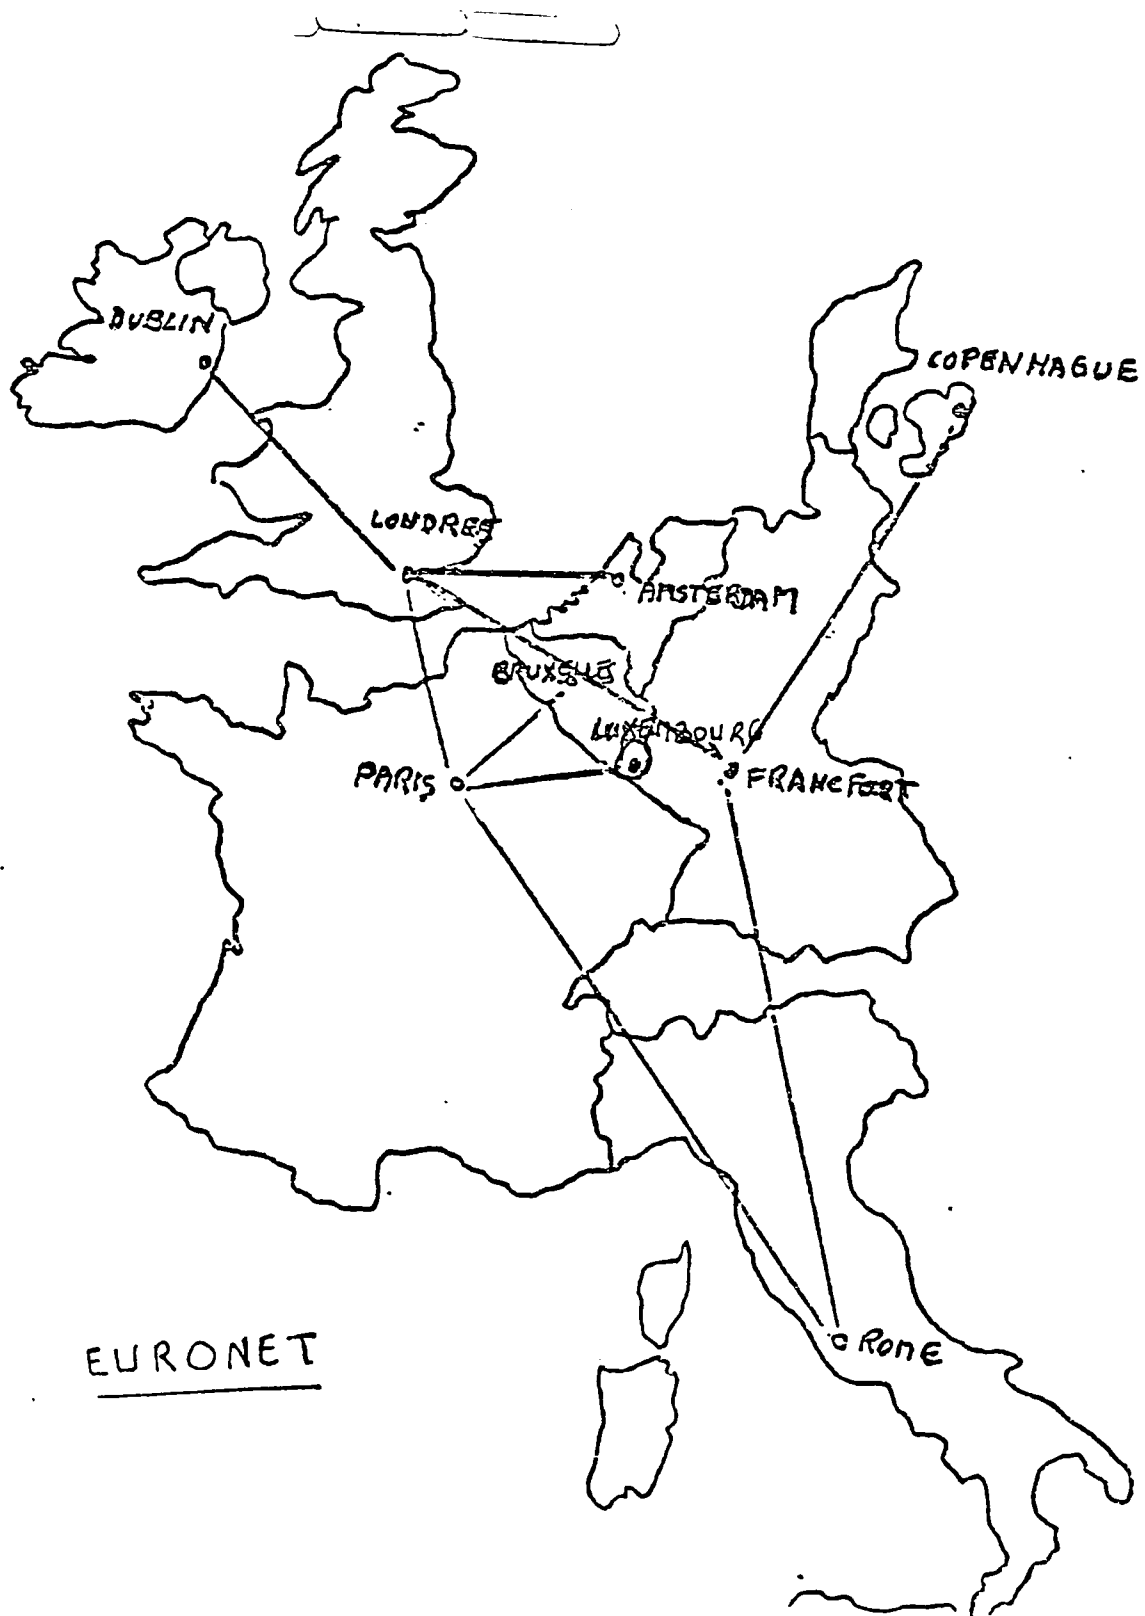 DUBLIN
COPENHAGUE
LONDRES
AMSTERDAM
BRUXELLES
LUXEMBOURG
PARIS
FRANCFORT
EURONET
ROME